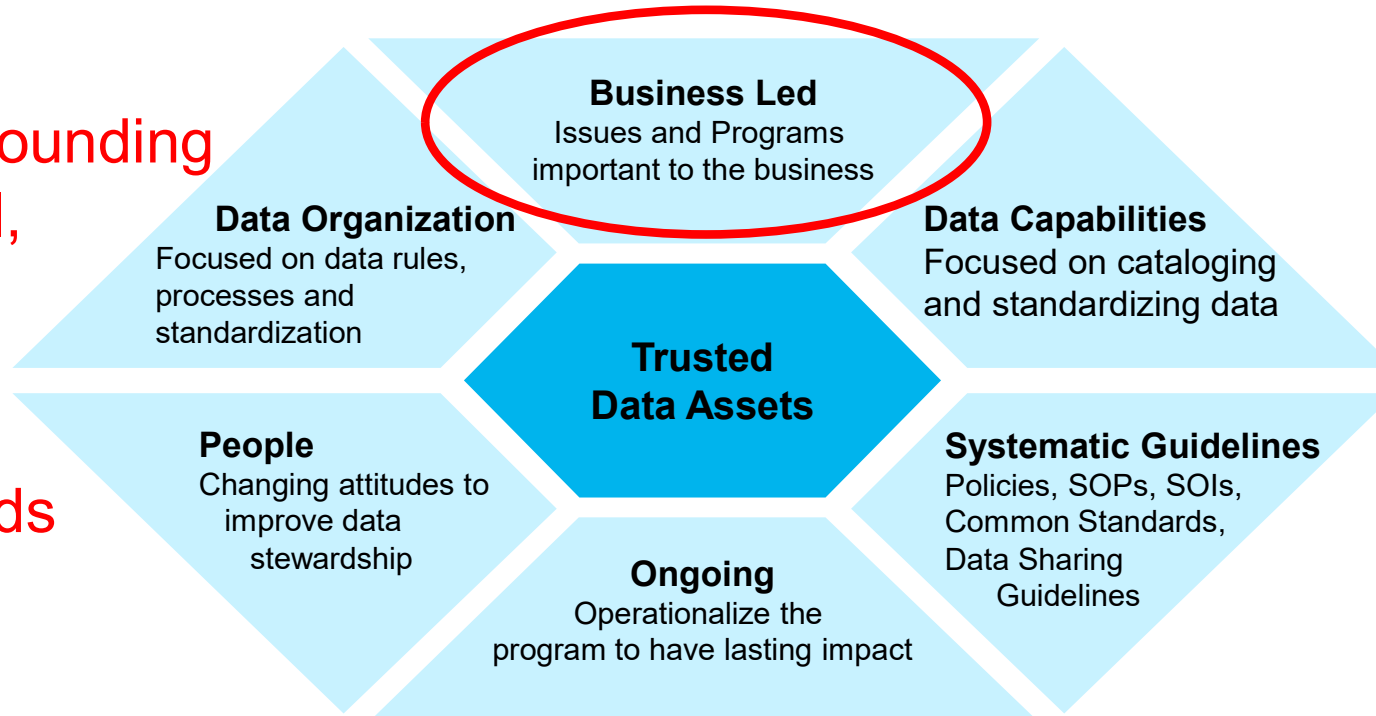 ounding
l,
ds
Business Led
Issues and Programs
important to the business
Data Organization
Focused on data rules,
processes and
standardization
Data Capabilities
Focused on cataloging
and standardizing data
Trusted
Data Assets
People
Changing attitudes to
improve data
stewardship
Systematic Guidelines
Policies, SOPs, SOIs,
Common Standards,
Data Sharing
Guidelines
Ongoing
Operationalize the
program to have lasting impact